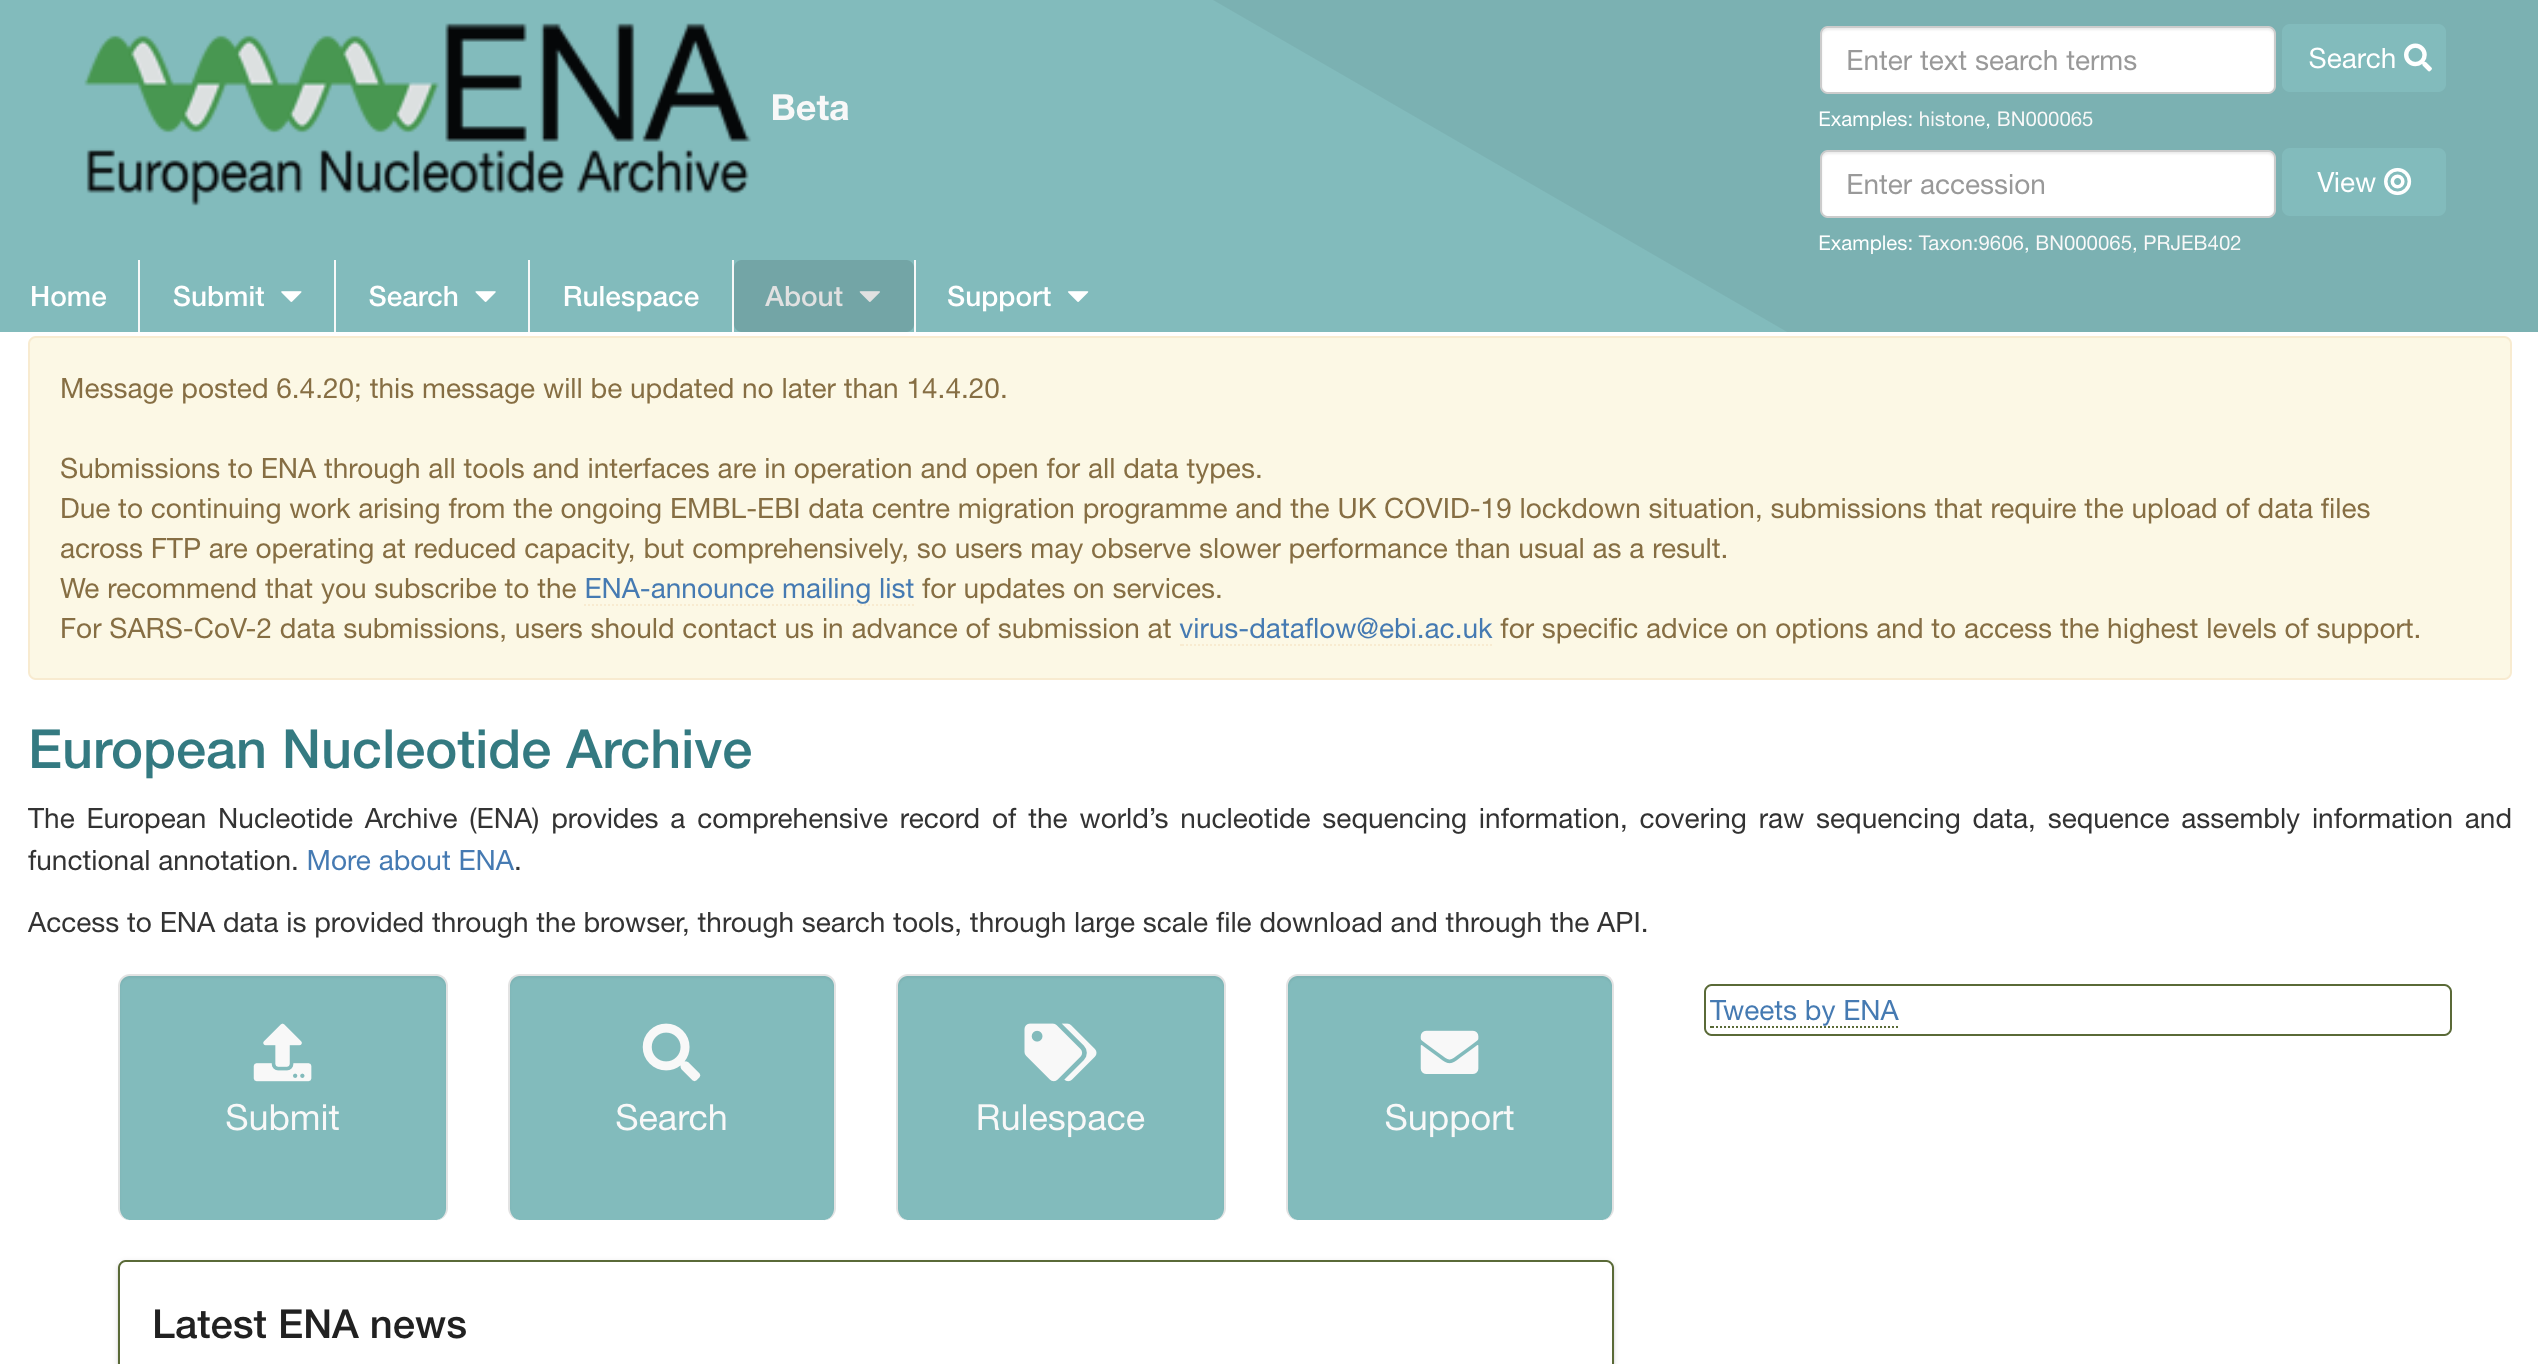 ENA
European Nucleotide Archive
Beta
Enter text search terms
Search
Examples: histone, BN000065
Enter accession
View
Examples: Taxon:9606, BN000065, PRJEB402
Home
Submit
Search
Rulespace
About
Support
Message posted 6.4.20; this message will be updated no later than 14.4.20.
Submissions to ENA through all tools and interfaces are in operation and open for all data types.
Due to continuing work arising from the ongoing EMBL-EBI data centre migration programme and the UK COVID-19 lockdown situation, submissions that require the upload of data files
across FTP are operating at reduced capacity, but comprehensively, so users may observe slower performance than usual as a result.
We recommend that you subscribe to the ENA-announce mailing list for updates on services.
For SARS-CoV-2 data submissions, users should contact us in advance of submission at virus-dataflow@ebi.ac.uk for specific advice on options and to access the highest levels of support.
European Nucleotide Archive
The European Nucleotide Archive (ENA) provides a comprehensive record of the world’s nucleotide sequencing information, covering raw sequencing data, sequence assembly information and
functional annotation. More about ENA.
Access to ENA data is provided through the browser, through search tools, through large scale file download and through the API.
Submit
Search
Rulespace
Support
Tweets by ENA
Latest ENA news